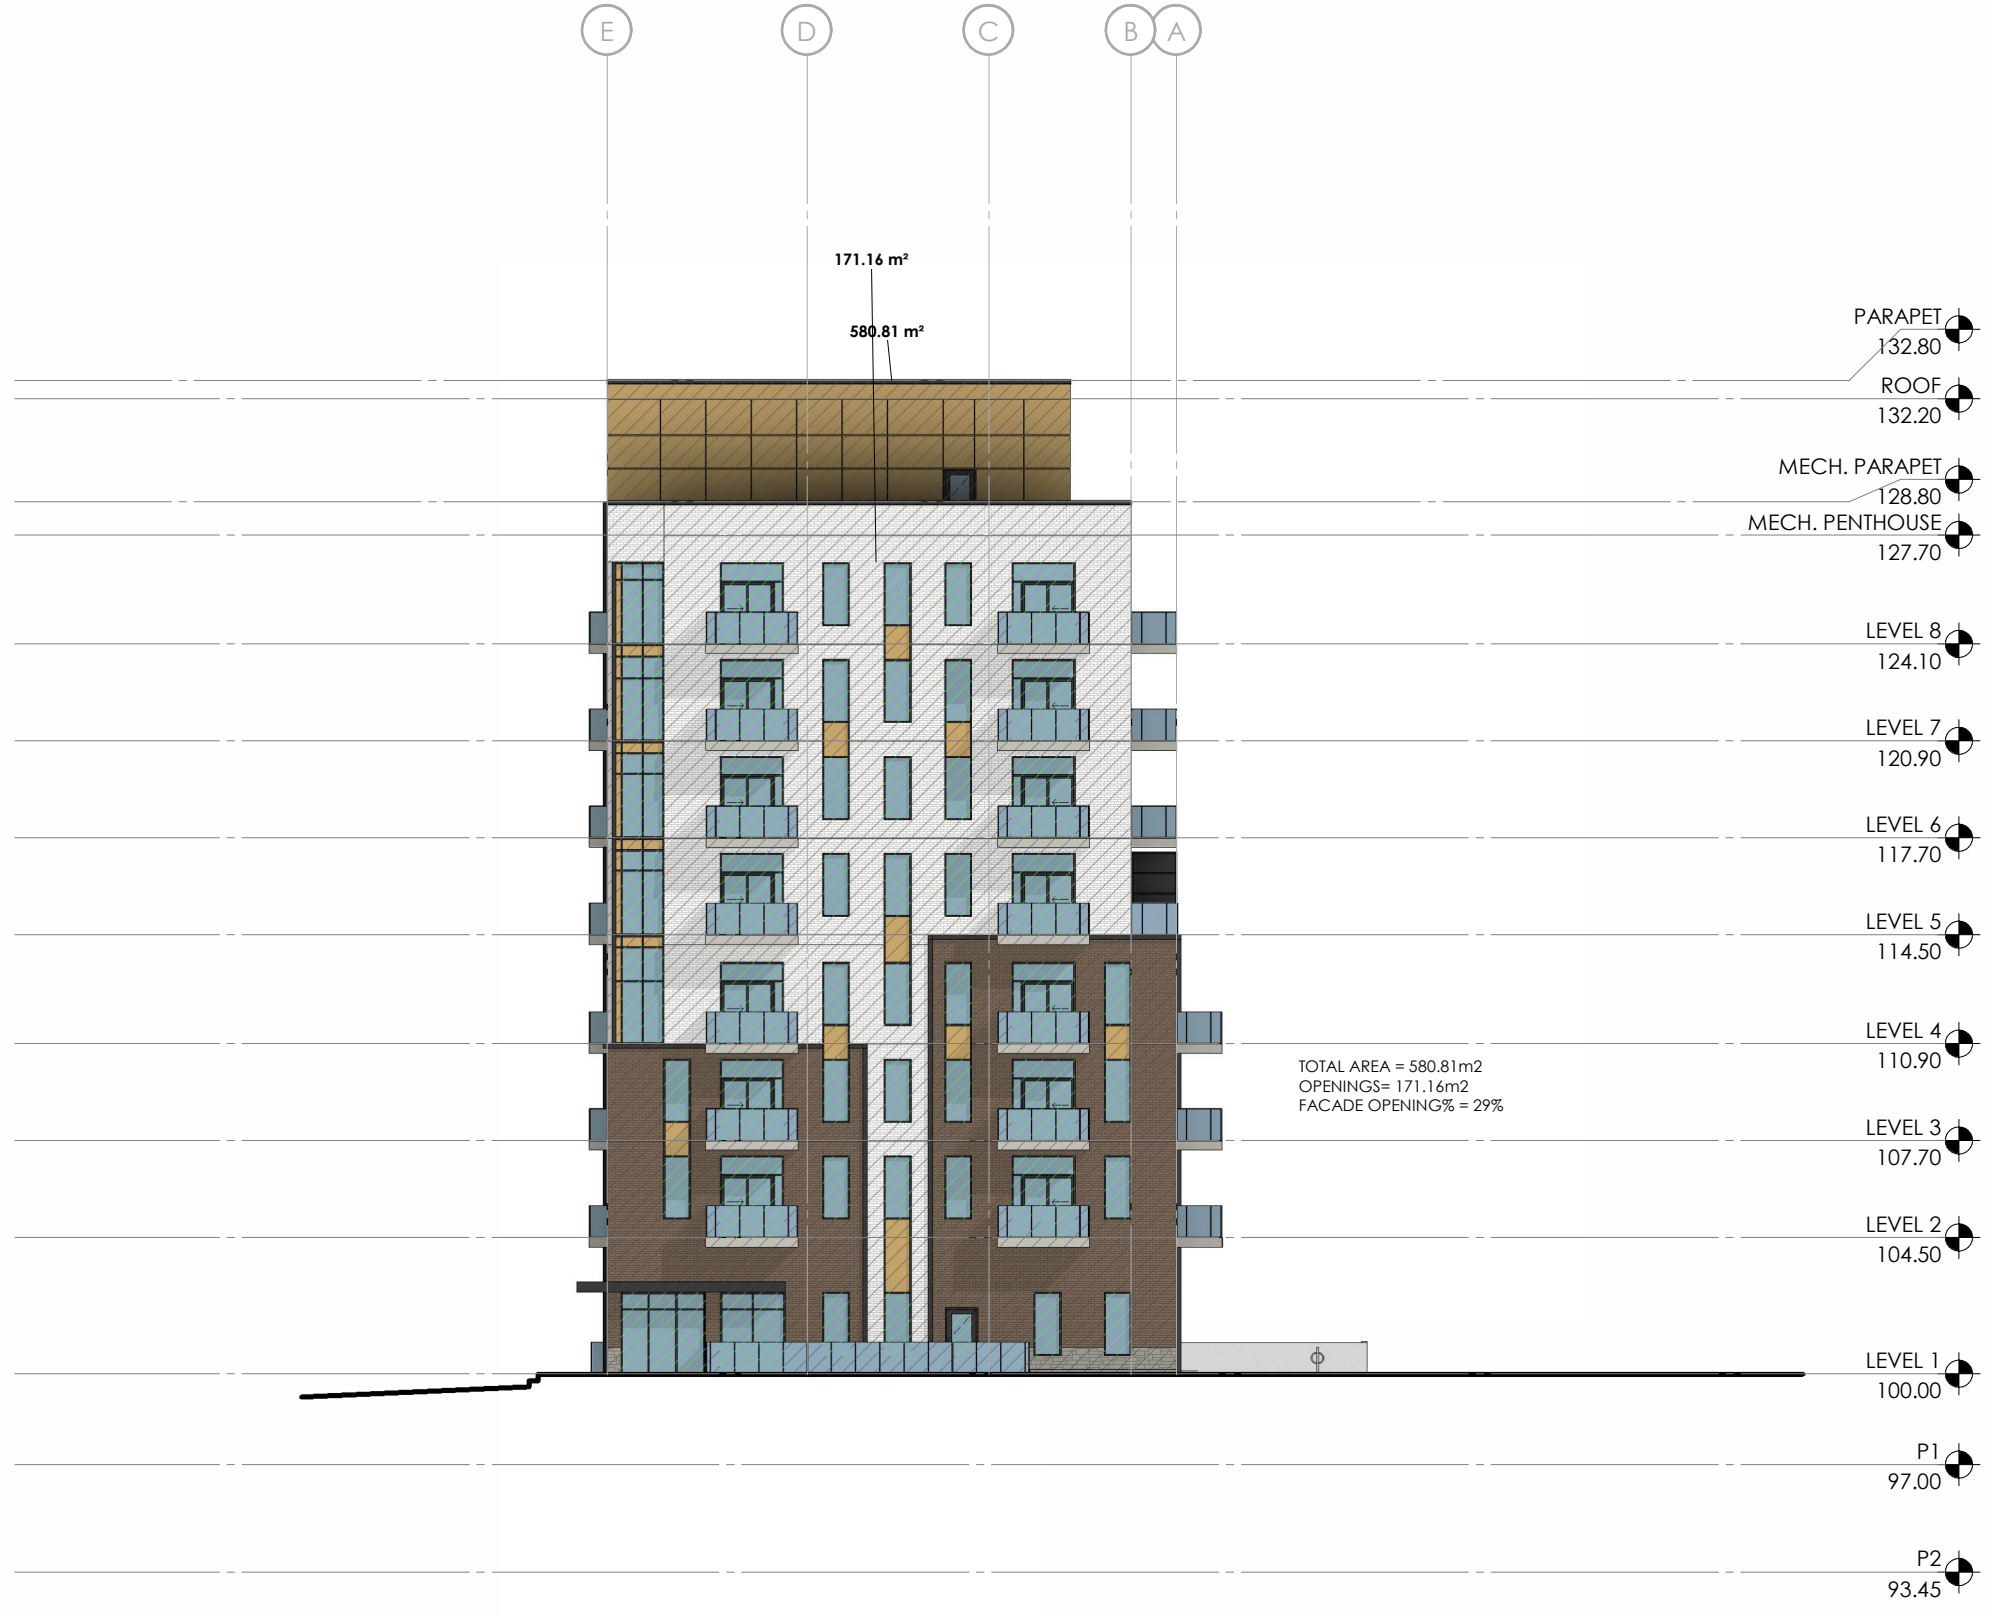 E D C B A
171.16 m²
580.81 m²
PARAPET
132.80
ROOF
132.20
MECH. PARAPET
128.80
MECH. PENTHOUSE
127.70
LEVEL 8
124.10
LEVEL 7
120.90
LEVEL 6
117.70
LEVEL 5
114.50
LEVEL 4
110.90
TOTAL AREA = 580.81m2
OPENINGS= 171.16m2
FACADE OPENING% = 29%
LEVEL 3
107.70
LEVEL 2
104.50
LEVEL 1
100.00
P1
97.00
P2
93.45